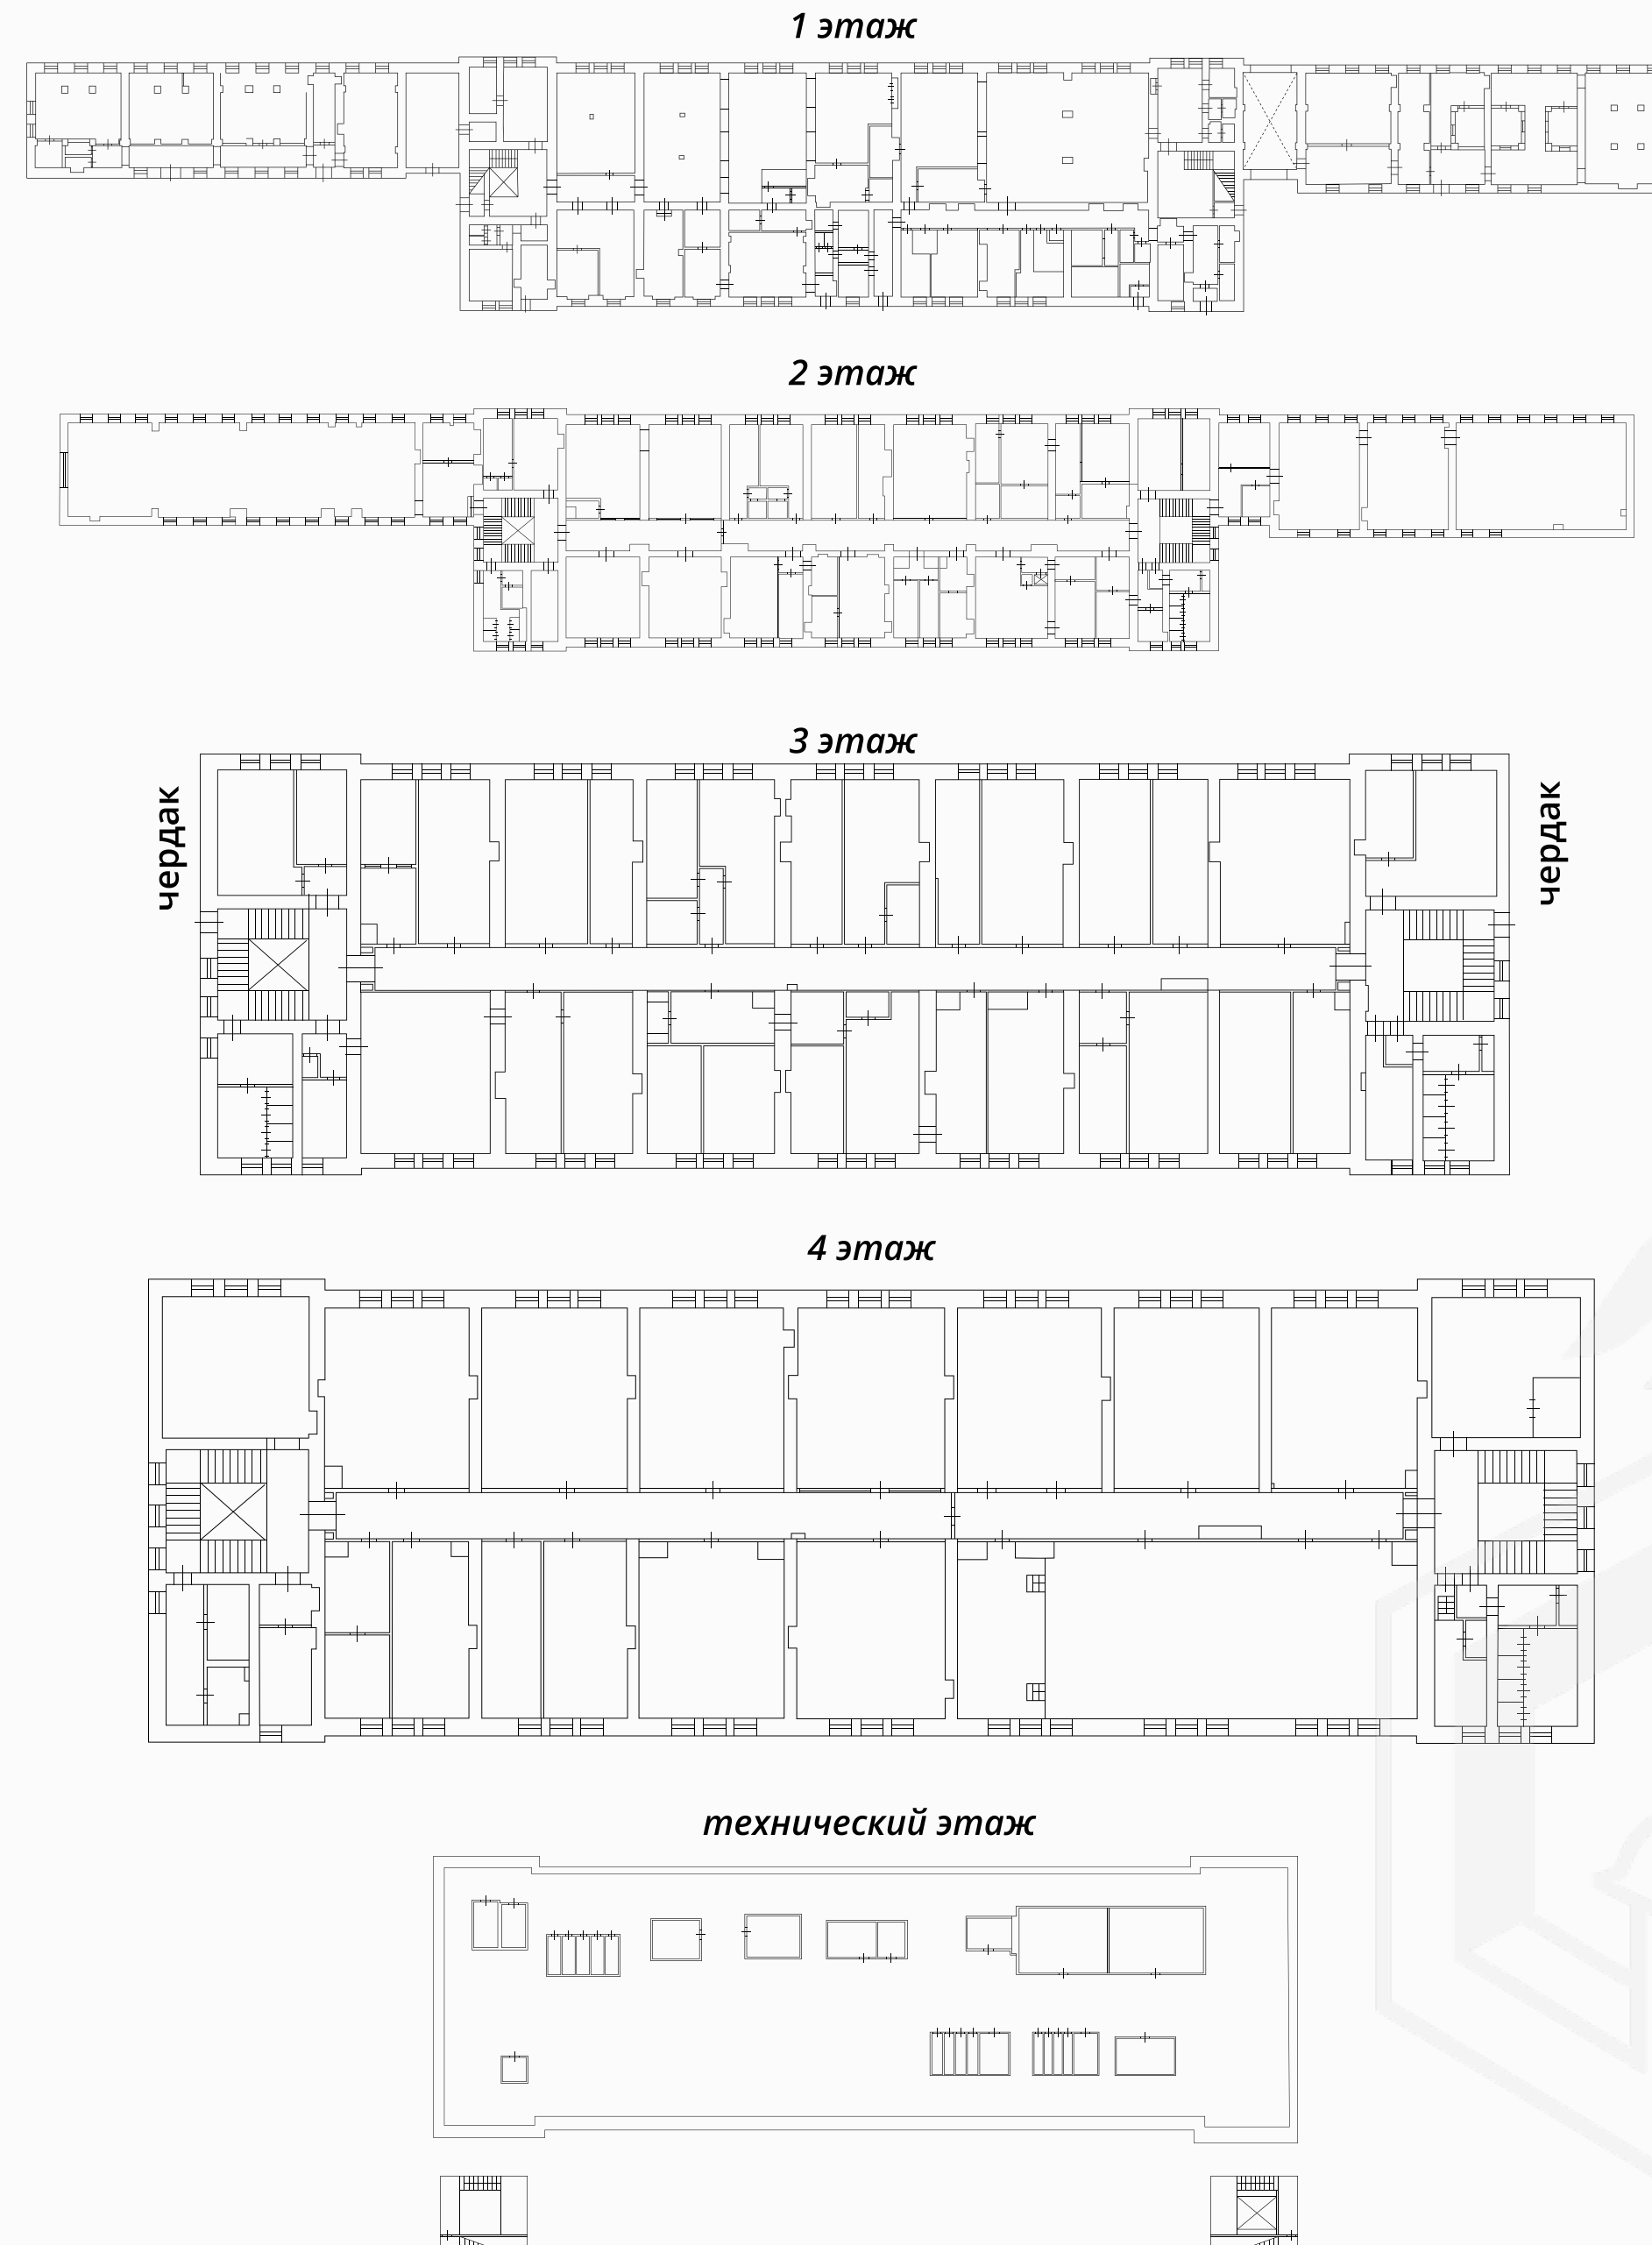 1 этаж
2 этаж
3 этаж
чердак
чердак
4 этаж
технический этаж